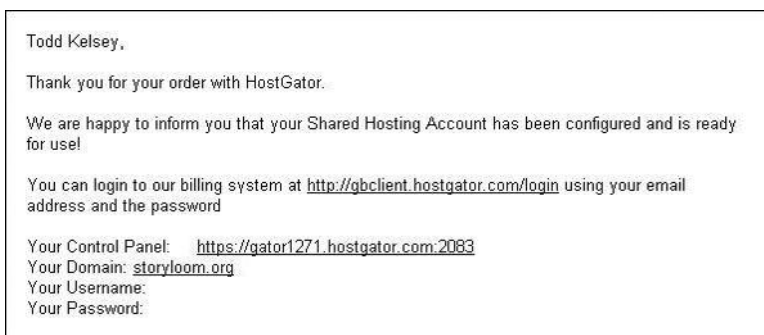 Todd Kelsey,
Thank you for your order with HostGator.
We are happy to inform you that your Shared Hosting Account has been configured and is ready
for use!
You can login to our billing system at http://gbclient.hostgator.com/login using your email
address and the password
Your Control Panel: https://gator1271.hostgator.com:2083
Your Domain: storyloom.org
Your Username:
Your Password: